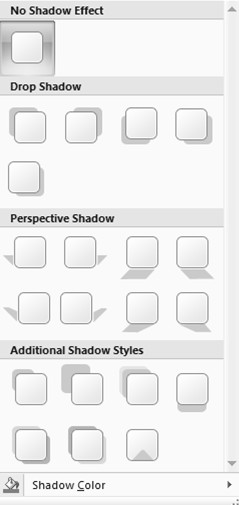 No Shadow Effect
Drop Shadow
Perspective Shadow
Additional Shadow Styles
Shadow Color